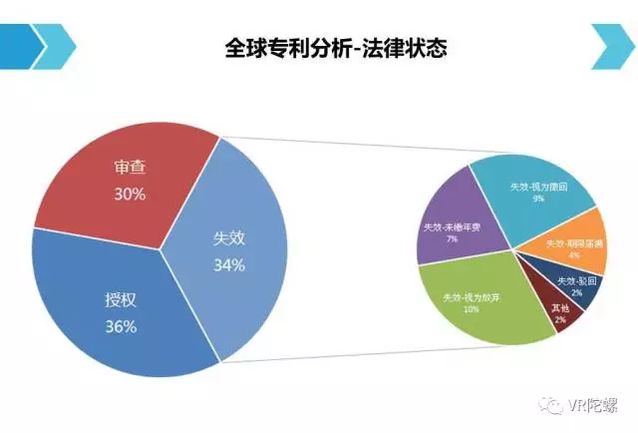 全球专利分析-法律状态
审查
30%
失效
34%
授权
36%
失效-视为撤回
9%
失效-未缴年费
7%
失效-期限届满
4%
失效-驳回
2%
其他
2%
失效-视为放弃
10%
VR陀螺